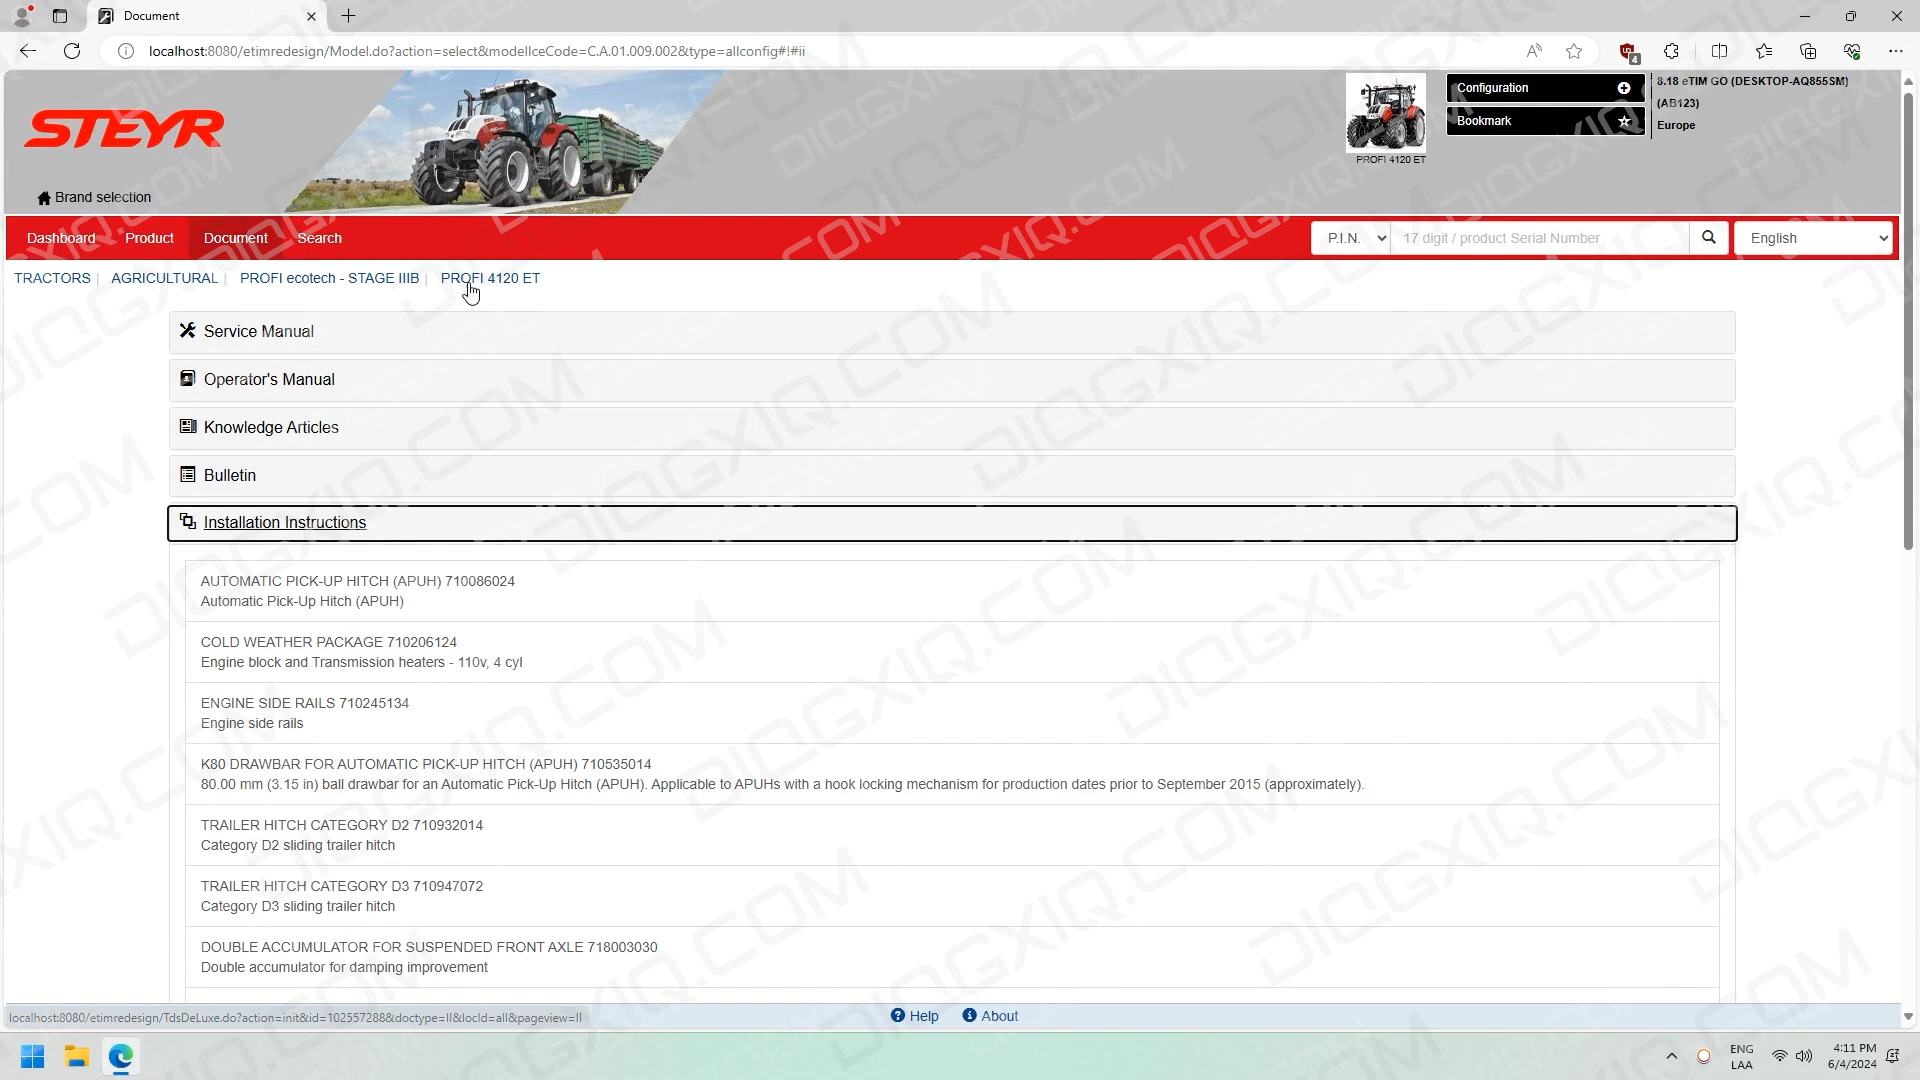 Document
localhost:8080/etimredesign/Model.do?action=select&modelIceCode=C.A.01.009.002&type=allconfig#!#ii
4
STEYR
Brand selection
PROFI 4120 ET
Configuration
Bookmark
8.18 eTIM GO (DESKTOP-AQ855SM)
(AB123)
Europe
Dashboard Product Document Search
P.I.N. 17 digit / product Serial Number English
TRACTORS | AGRICULTURAL | PROFI ecotech - STAGE IIIB | PROFI 4120 ET
Service Manual
Operator's Manual
Knowledge Articles
Bulletin
Installation Instructions
AUTOMATIC PICK-UP HITCH (APUH) 710086024
Automatic Pick-Up Hitch (APUH)
COLD WEATHER PACKAGE 710206124
Engine block and Transmission heaters - 110v, 4 cyl
ENGINE SIDE RAILS 710245134
Engine side rails
K80 DRAWBAR FOR AUTOMATIC PICK-UP HITCH (APUH) 710535014
80.00 mm (3.15 in) ball drawbar for an Automatic Pick-Up Hitch (APUH). Applicable to APUHs with a hook locking mechanism for production dates prior to September 2015 (approximately).
TRAILER HITCH CATEGORY D2 710932014
Category D2 sliding trailer hitch
TRAILER HITCH CATEGORY D3 710947072
Category D3 sliding trailer hitch
DOUBLE ACCUMULATOR FOR SUSPENDED FRONT AXLE 718003030
Double accumulator for damping improvement
localhost:8080/etimredesign/TdsDeLuxe.do?action=init&id=102557288&doctype=II&locId=all&pageview=II
Help About
ENG
LAA
4:11 PM
6/4/2024
DIQGXIQ.COM